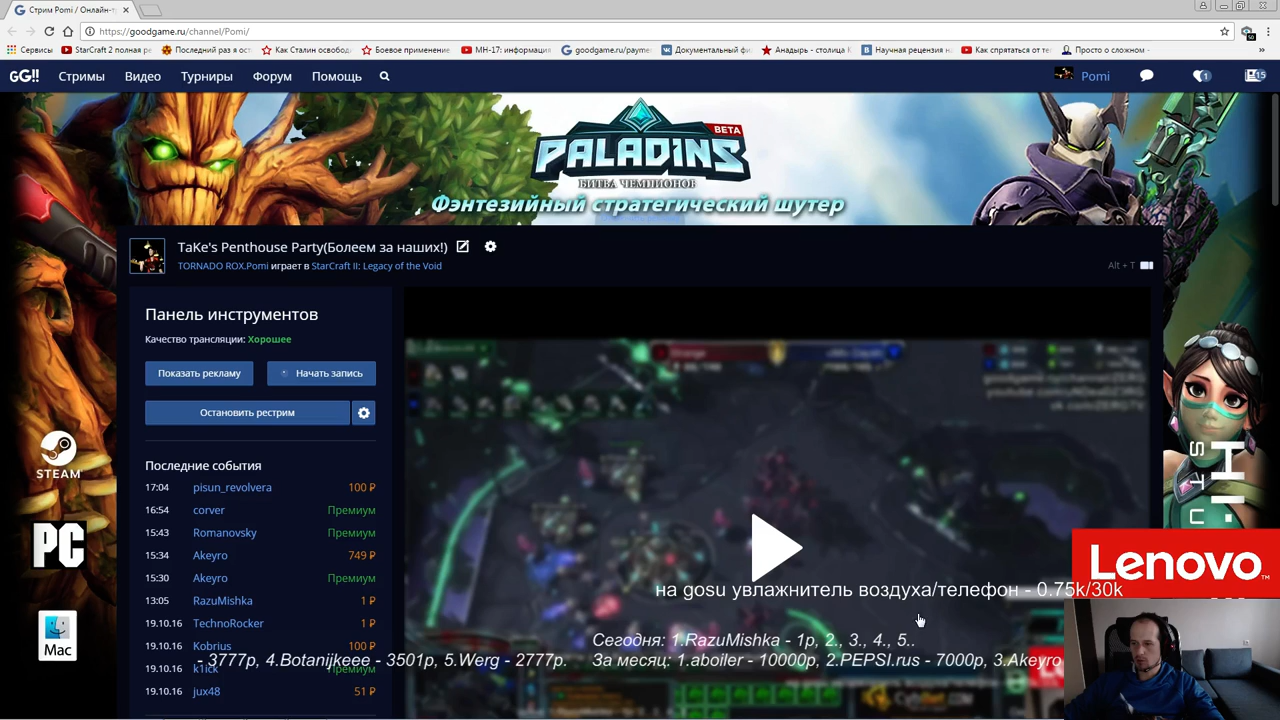 Стрим Pomi / Онлайн-т
https://goodgame.ru/channel/Pomi/
Сервисы
StarCraft 2 полная ре
Последний раз я ост
Как Сталин освобод
Боевое применение
МН-17: информаци
goodgame.ru/payme
Документальный фи
Анадырь - столица
Научная рецензия н
Как спрятаться от те
Просто о сложном -
GG!!
Стримы
Видео
Турниры
Форум
Помощь
Pomi
1
15
BETA
PALADINS
БИТВА ЧЕМПИОНОВ
Фэнтезийный стратегический шутер
TaKe's Penthouse Party(Болеем за наших!)
TORNADO ROX.Pomi играет в StarCraft II: Legacy of the Void
Alt + T
Панель инструментов
Качество трансляции: Хорошее
Показать рекламу
Начать запись
Остановить рестрим
Последние события
17:04 pisun_revolvera 100 ₽
16:54 corver Премиум
15:43 Romanovsky Премиум
15:34 Akeyro 749 ₽
15:30 Akeyro Премиум
13:05 RazuMishka 1 ₽
19.10.16 TechnoRocker 1 ₽
19.10.16 Kobrius 100 ₽
19.10.16 k1ick Премиум
19.10.16 jux48 51 ₽
STEAM
PC
Mac
Hi-
STU
Lenovo
на gosu увлажнитель воздуха/телефон - 0.75k/30k
Сегодня: 1.RazuMishka - 1р, 2., 3., 4., 5..
- 3777р, 4.Botanijkeee - 3501р, 5.Werg - 2777р.
За месяц: 1.aboiler - 10000р, 2.PEPSI.rus - 7000р, 3.Akeyro